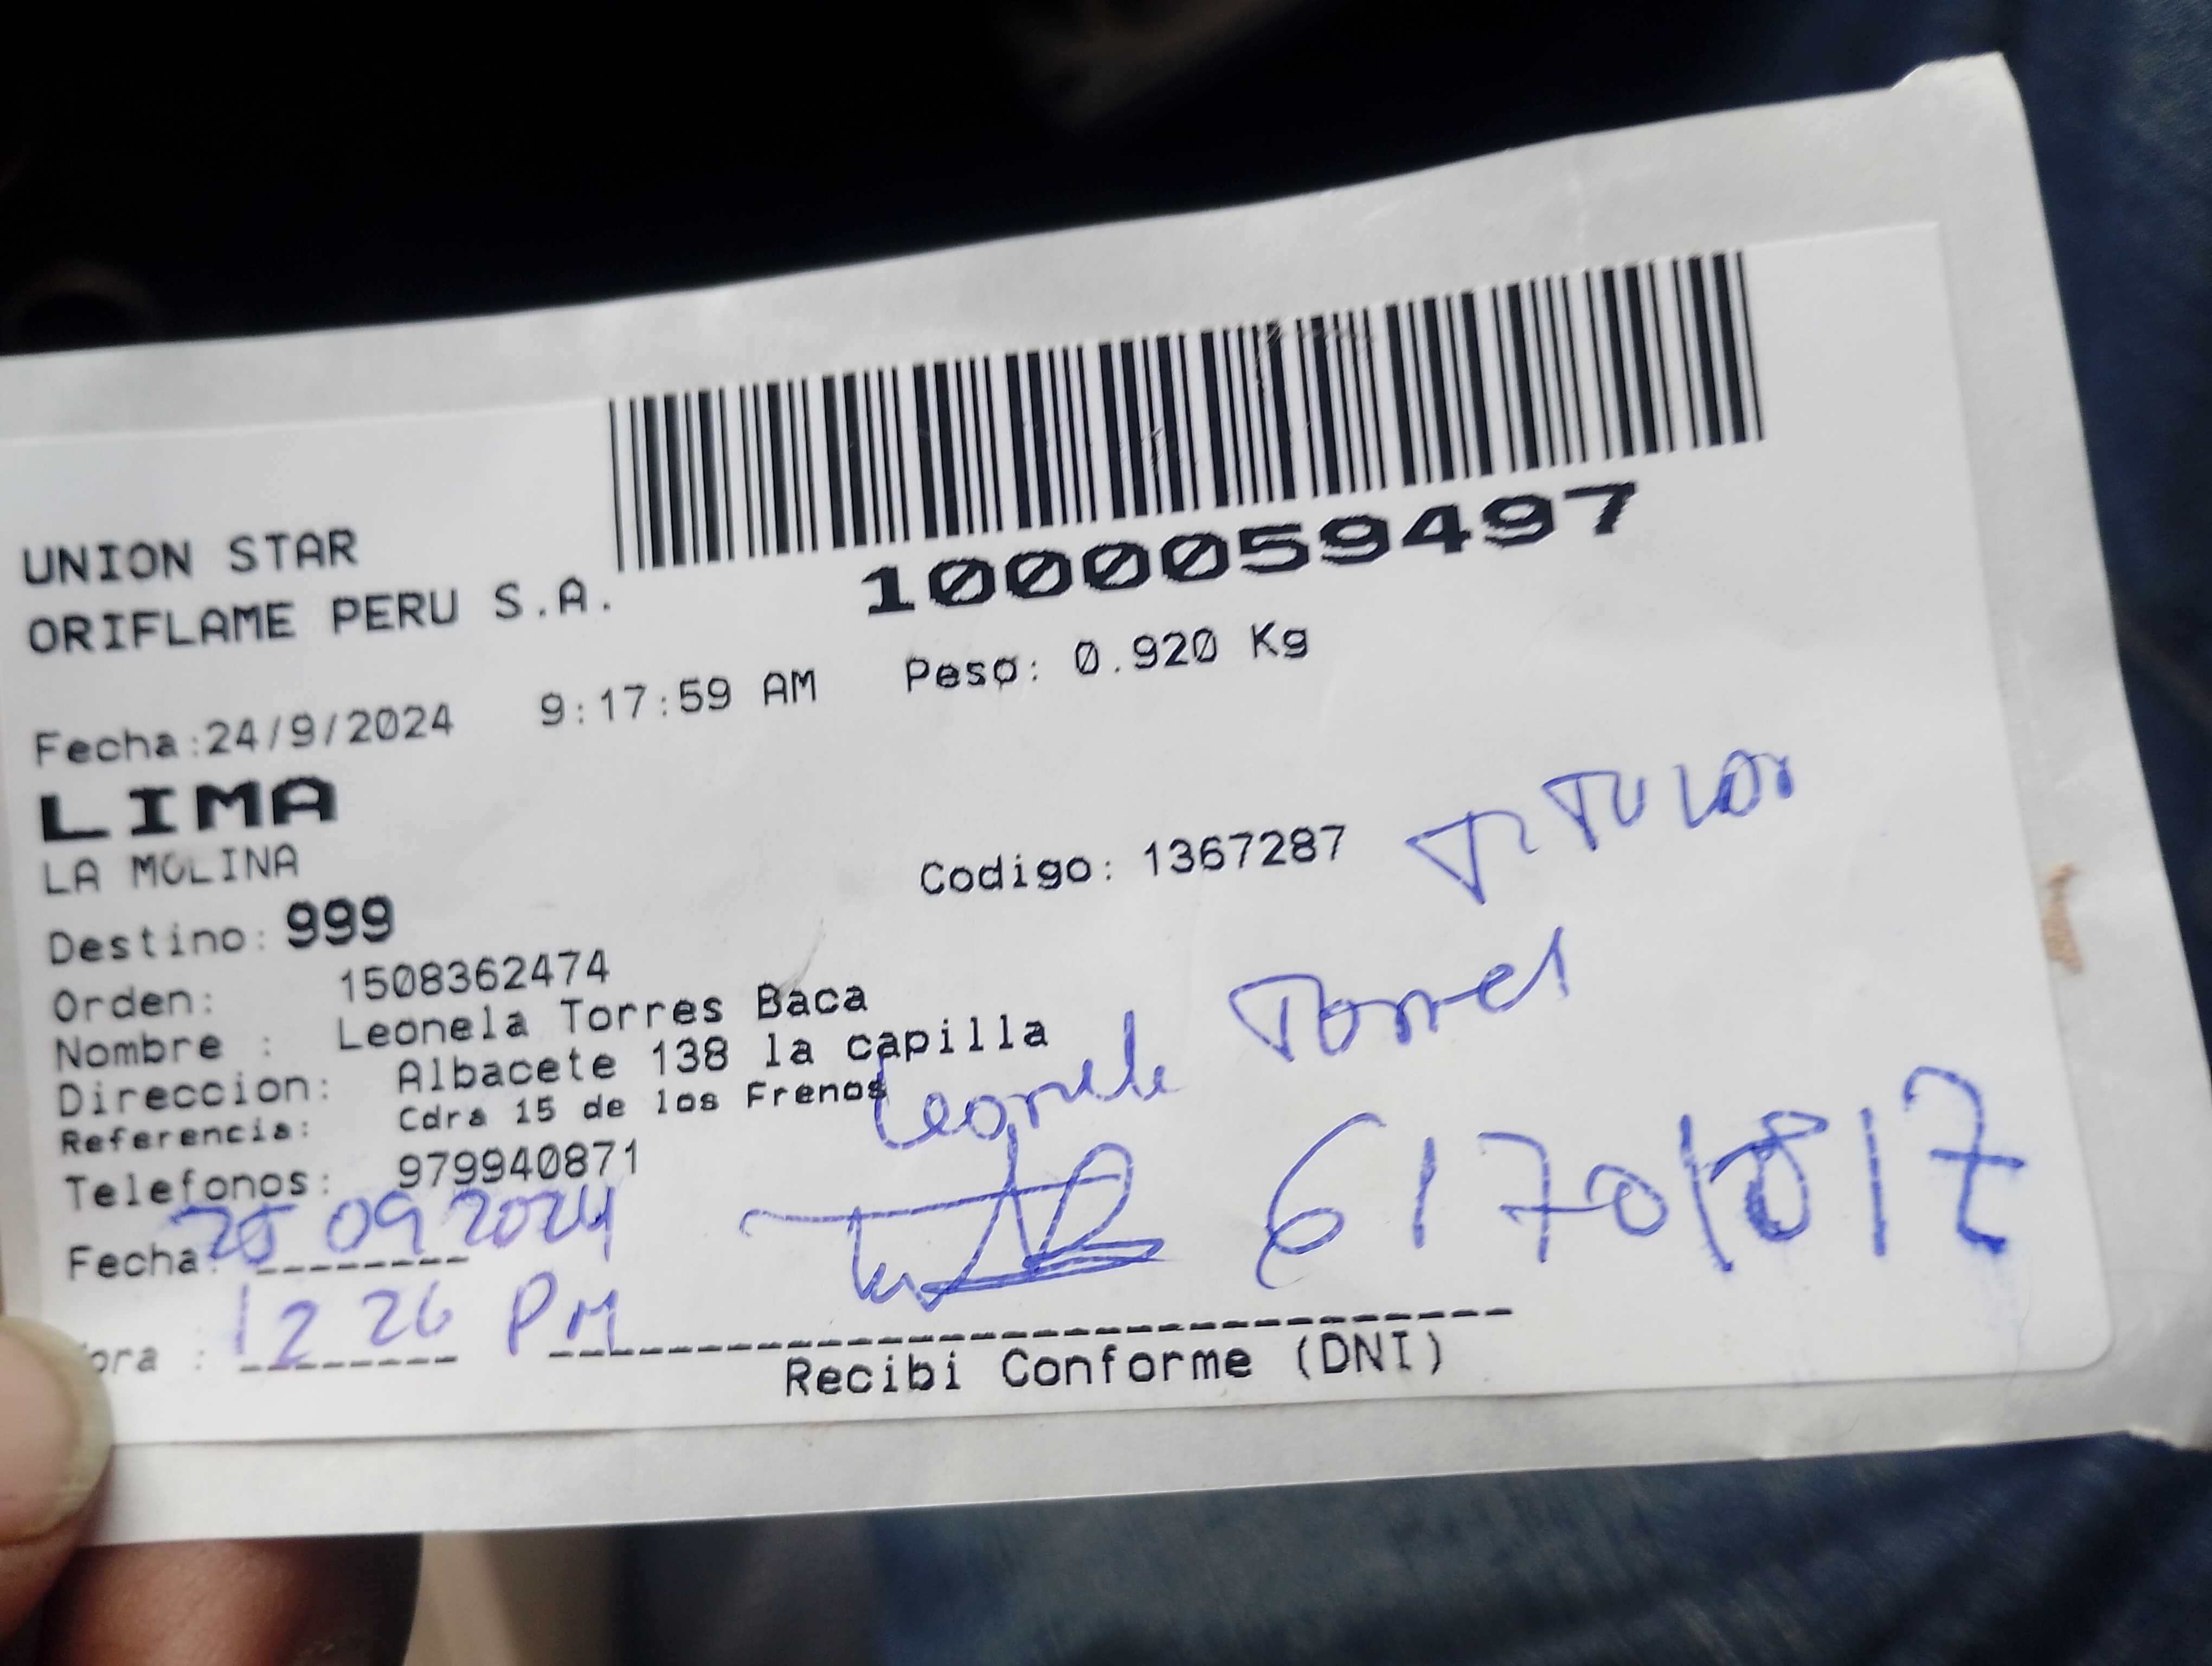 1000059497
UNION STAR
ORIFLAME PERU S.A.
Fecha:24/9/2024 9:17:59 AM Peso: 0.920 Kg
LIMA
LA MOLINA
Codigo: 1367287 TiTULAR
Destino: 999
Orden: 1508362474
Nombre : Leonela Torres Baca
Direccion: Albacete 138 la capilla
Referencia: Cdra 15 de los Frenos
Leonela Torres
Telefonos: 979940871
Fecha: 25 09 2024
ora : 12 26 PM
Recibi Conforme (DNI)